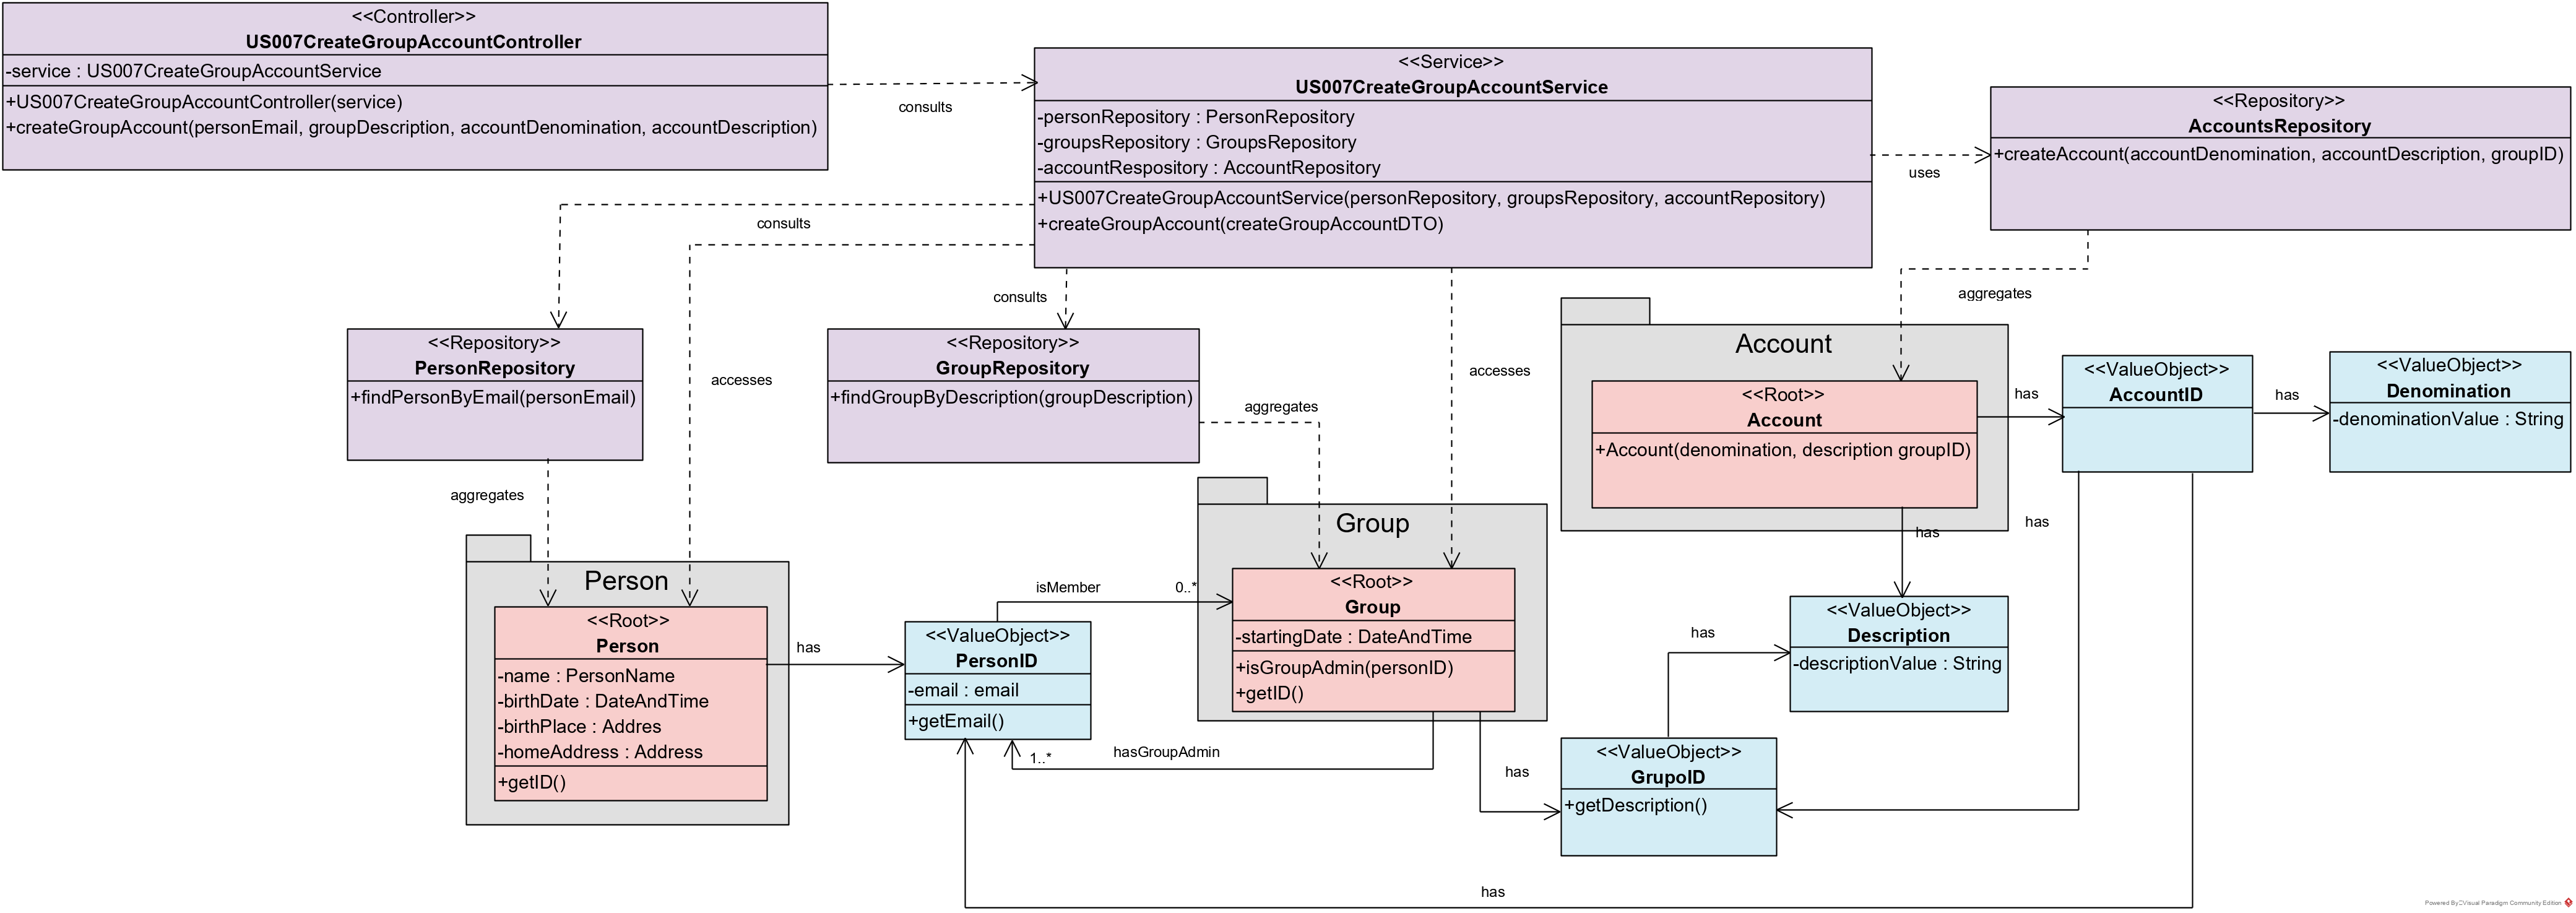 <<Controller>>
US007CreateGroupAccountController
-service : US007CreateGroupAccountService
+US007CreateGroupAccountController(service)
+createGroupAccount(personEmail, groupDescription, accountDenomination, accountDescription)
consults
<<Service>>
US007CreateGroupAccountService
-personRepository : PersonRepository
-groupsRepository : GroupsRepository
-accountRespository : AccountRepository
+US007CreateGroupAccountService(personRepository, groupsRepository, accountRepository)
+createGroupAccount(createGroupAccountDTO)
uses
<<Repository>>
AccountsRepository
+createAccount(accountDenomination, accountDescription, groupID)
consults
consults
accesses
accesses
aggregates
<<Repository>>
PersonRepository
+findPersonByEmail(personEmail)
<<Repository>>
GroupRepository
+findGroupByDescription(groupDescription)
aggregates
aggregates
Account
<<Root>>
Account
+Account(denomination, description groupID)
has
<<ValueObject>>
AccountID
has
<<ValueObject>>
Denomination
-denominationValue : String
has
has
Person
<<Root>>
Person
-name : PersonName
-birthDate : DateAndTime
-birthPlace : Addres
-homeAddress : Address
+getID()
has
<<ValueObject>>
PersonID
-email : email
+getEmail()
isMember
0..*
Group
<<Root>>
Group
-startingDate : DateAndTime
+isGroupAdmin(personID)
+getID()
1..*
hasGroupAdmin
has
has
<<ValueObject>>
Description
-descriptionValue : String
<<ValueObject>>
GrupoID
+getDescription()
has
Powered By Visual Paradigm Community Edition